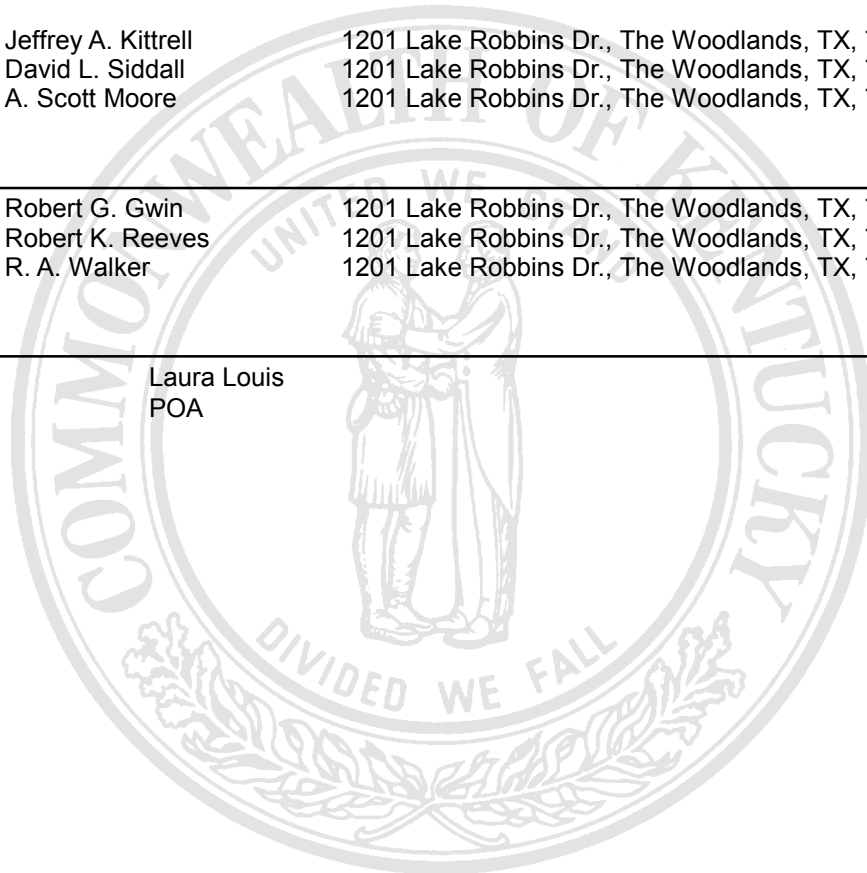 Jeffrey A. Kittrell 1201 Lake Robbins Dr., The Woodlands, TX,
David L. Siddall 1201 Lake Robbins Dr., The Woodlands, TX,
A. Scott Moore 1201 Lake Robbins Dr., The Woodlands, TX,
Robert G. Gwin 1201 Lake Robbins Dr., The Woodlands, TX,
Robert K. Reeves 1201 Lake Robbins Dr., The Woodlands, TX,
R. A. Walker 1201 Lake Robbins Dr., The Woodlands, TX,
Laura Louis
POA
COMMONWEALTH OF KENTUCKY
UNITED WE STAND
DIVIDED WE FALL